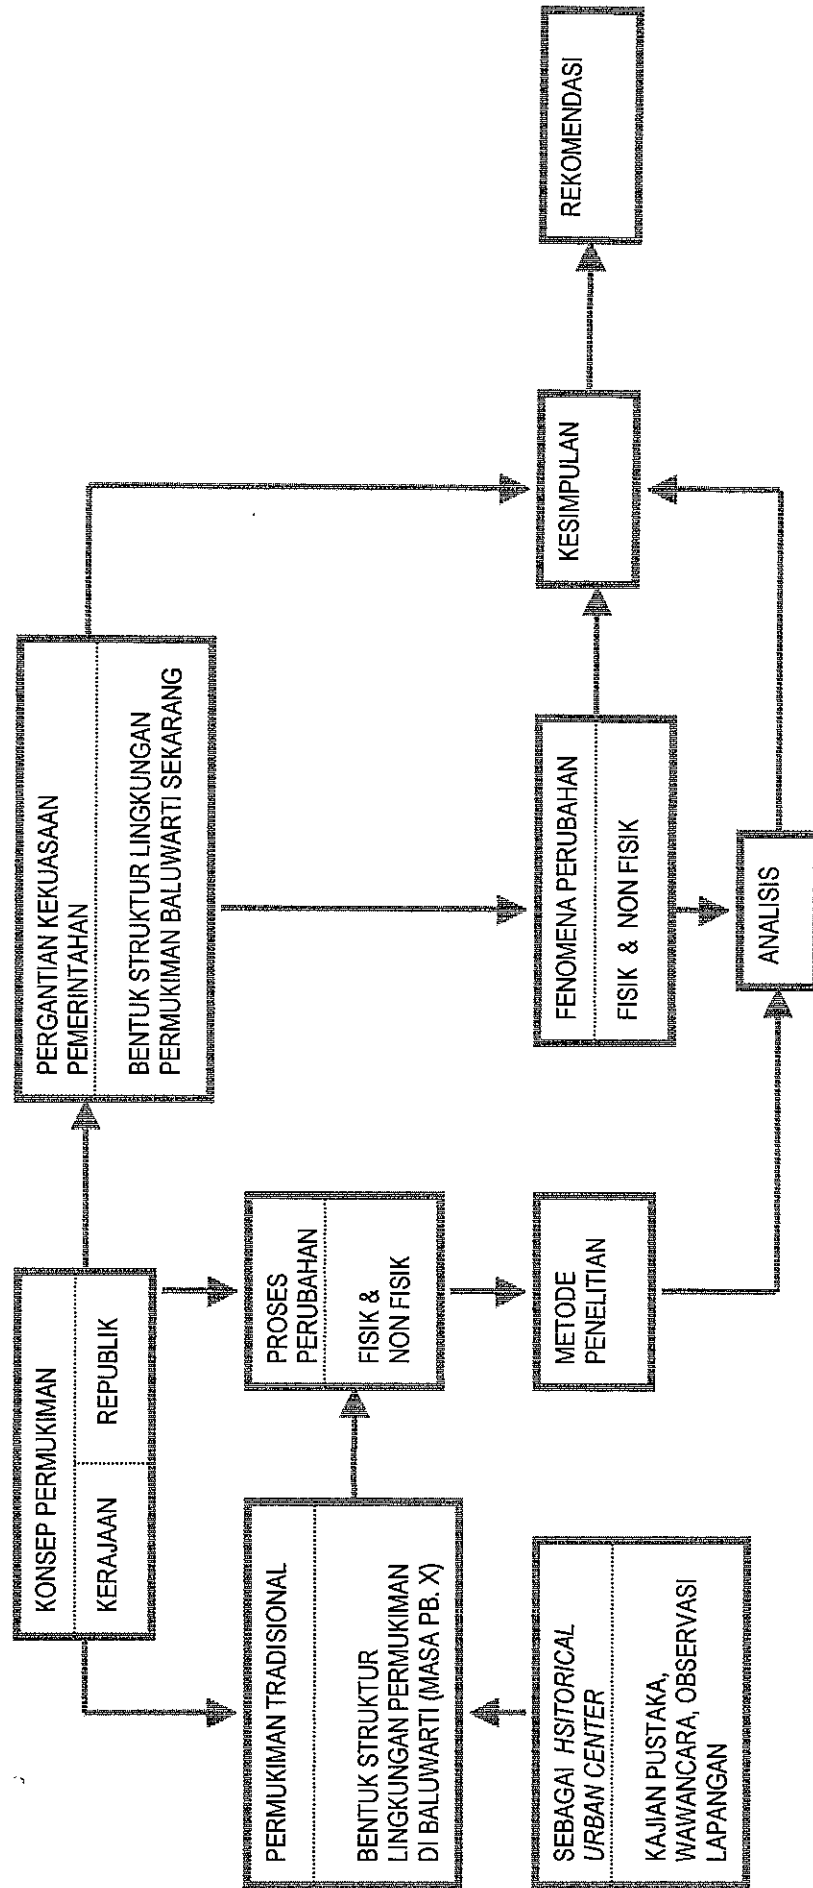 KONSEP PERMUKIMAN
KERAJAAN
REPUBLIK
PERGANTIAN KEKUASAAN
PEMERINTAHAN
BENTUK STRUKTUR LINGKUNGAN
PERMUKIMAN BALUWARTI SEKARANG
PERMUKIMAN TRADISIONAL
BENTUK STRUKTUR
LINGKUNGAN PERMUKIMAN
DI BALUWARTI (MASA PB. X)
PROSES
PERUBAHAN
FISIK &
NON FISIK
SEBAGAI HSITORICAL
URBAN CENTER
KAJIAN PUSTAKA,
WAWANCARA, OBSERVASI
LAPANGAN
METODE
PENELITIAN
FENOMENA PERUBAHAN
FISIK & NON FISIK
KESIMPULAN
REKOMENDASI
ANALISIS